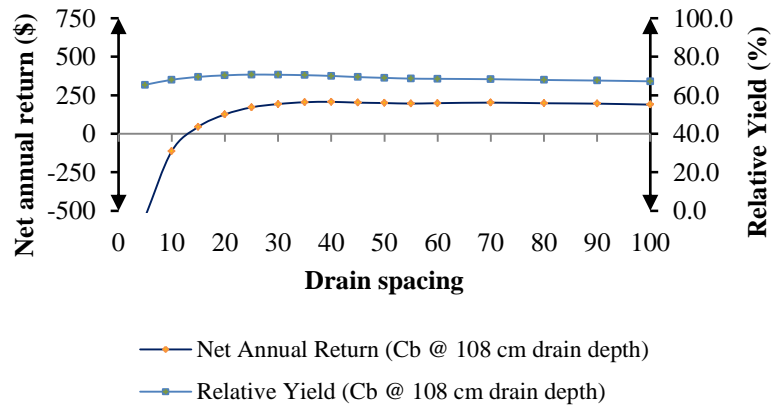 Net annual return ($)
750
500
250
0
-250
-500
100.0
80.0
60.0
40.0
20.0
0.0
Relative Yield (%)
0 10 20 30 40 50 60 70 80 90 100
Drain spacing
Net Annual Return (Cb @ 108 cm drain depth)
Relative Yield (Cb @ 108 cm drain depth)